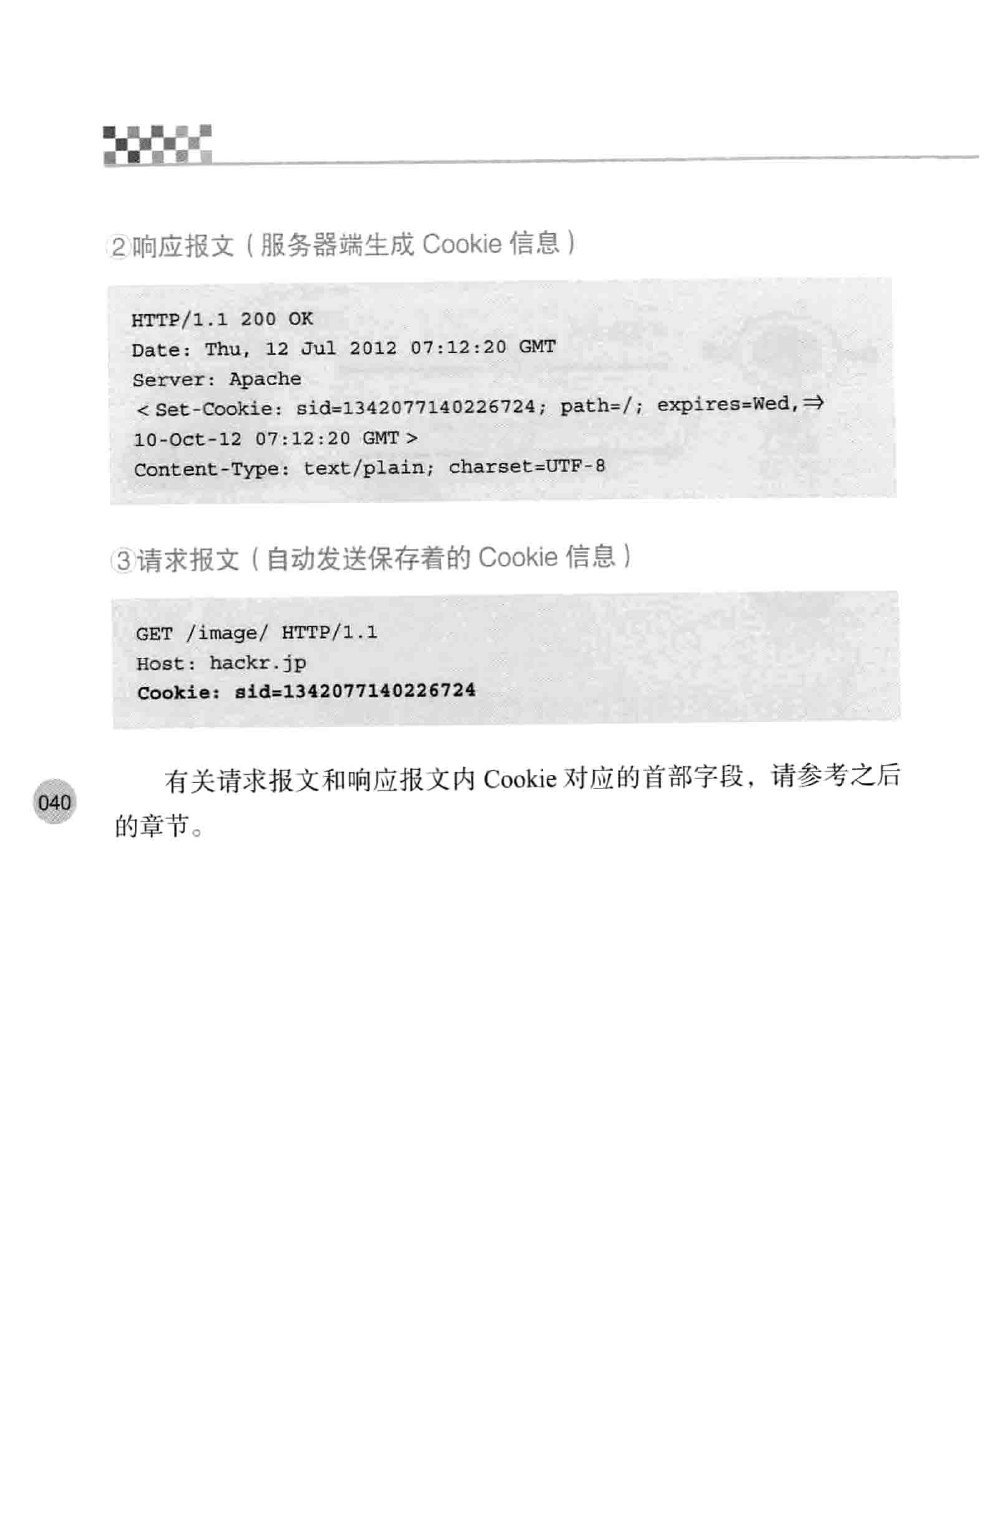 ②响应报文（服务器端生成 Cookie 信息）
HTTP/1.1 200 OK
Date: Thu, 12 Jul 2012 07:12:20 GMT
Server: Apache
<Set-Cookie: sid=1342077140226724; path=/; expires=Wed,⇒
10-Oct-12 07:12:20 GMT>
Content-Type: text/plain; charset=UTF-8
③请求报文（自动发送保存着的 Cookie 信息）
GET /image/ HTTP/1.1
Host: hackr.jp
Cookie: sid=1342077140226724
有关请求报文和响应报文内 Cookie 对应的首部字段，请参考之后
的章节。
040